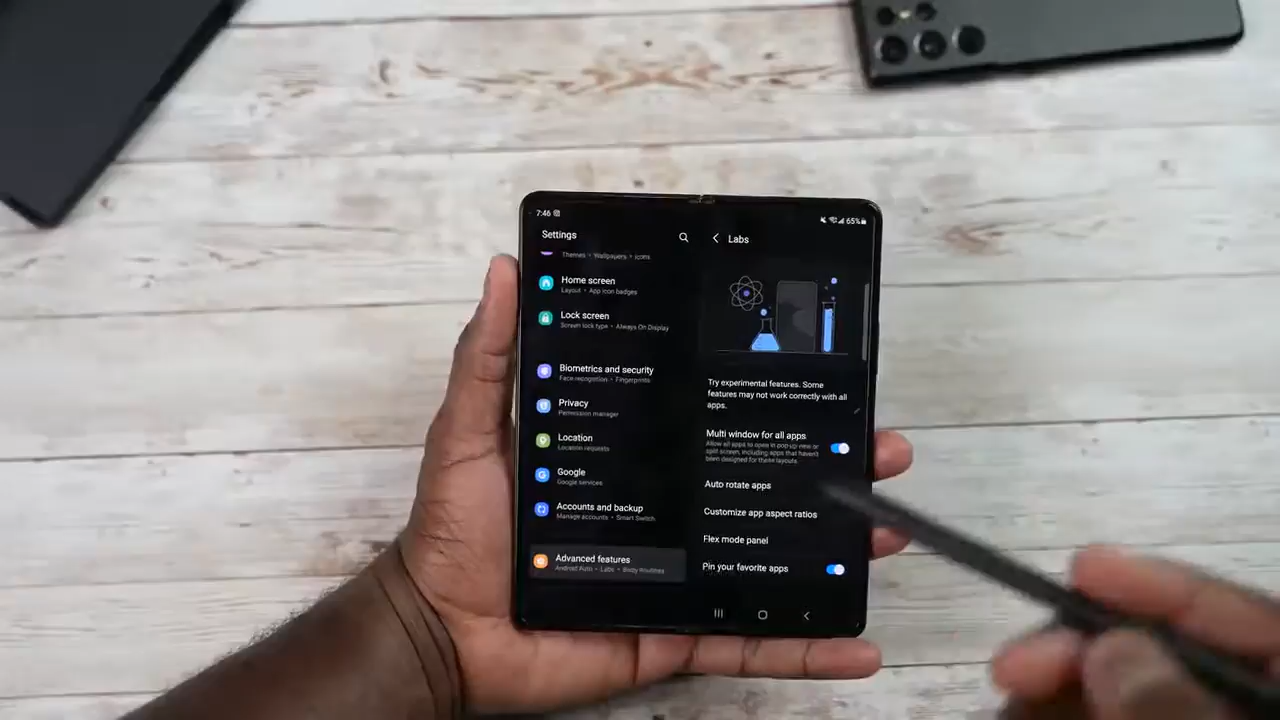 7:46
65%
Settings
Themes • Wallpapers • Icons
Home screen
Layout • App icon badges
Lock screen
Screen lock type • Always On Display
Biometrics and security
Face recognition • Fingerprints
Privacy
Permission manager
Location
Location requests
Google
Google services
Accounts and backup
Manage accounts • Smart Switch
Advanced features
Android Auto • Labs • Bixby Routines
Labs
Try experimental features. Some
features may not work correctly with all
apps.
Multi window for all apps
Allow all apps to open in pop-up view or
split screen, including apps that haven't
been designed for these layouts.
Auto rotate apps
Customize app aspect ratios
Flex mode panel
Pin your favorite apps